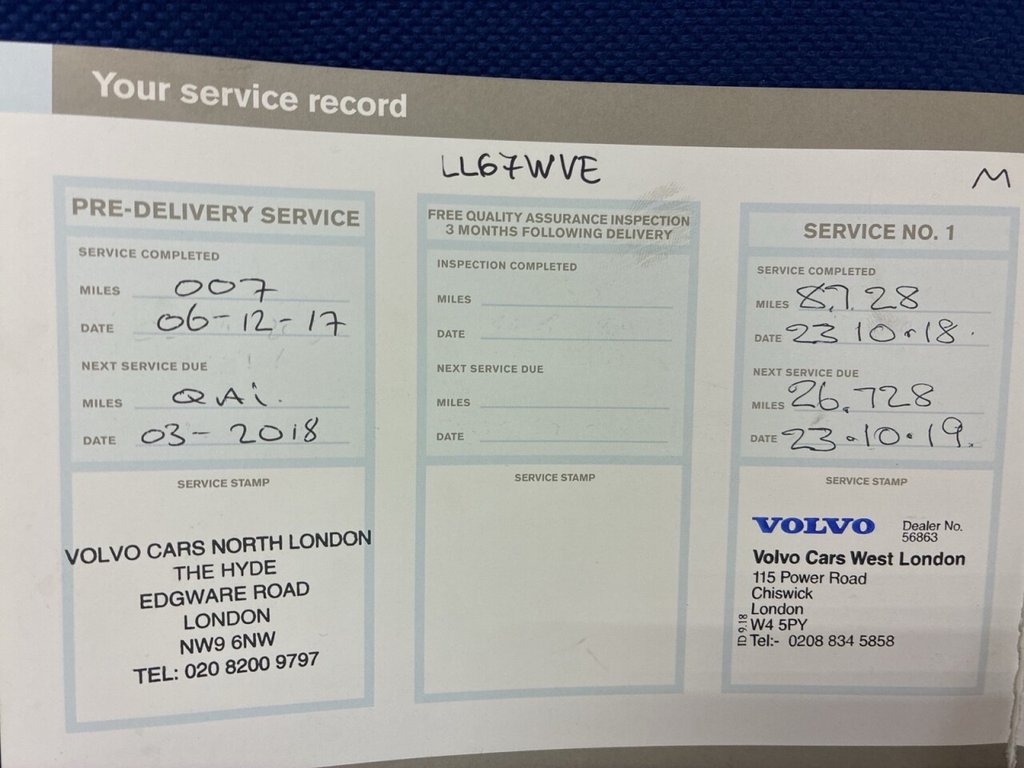 Your service record
LL67WVE
M
PRE-DELIVERY SERVICE
SERVICE COMPLETED
MILES 007
DATE 06-12-17
NEXT SERVICE DUE
MILES QAi.
DATE 03-2018
SERVICE STAMP
VOLVO CARS NORTH LONDON
THE HYDE
EDGWARE ROAD
LONDON
NW9 6NW
TEL: 020 8200 9797
FREE QUALITY ASSURANCE INSPECTION
3 MONTHS FOLLOWING DELIVERY
INSPECTION COMPLETED
MILES
DATE
NEXT SERVICE DUE
MILES
DATE
SERVICE STAMP
SERVICE NO. 1
SERVICE COMPLETED
MILES 8,728
DATE 23 10·18·
NEXT SERVICE DUE
MILES 26,728
DATE 23·10·19.
SERVICE STAMP
VOLVO
Dealer No.
56863
Volvo Cars West London
115 Power Road
Chiswick
London
W4 5PY
Tel:- 0208 834 5858
ID 9.18